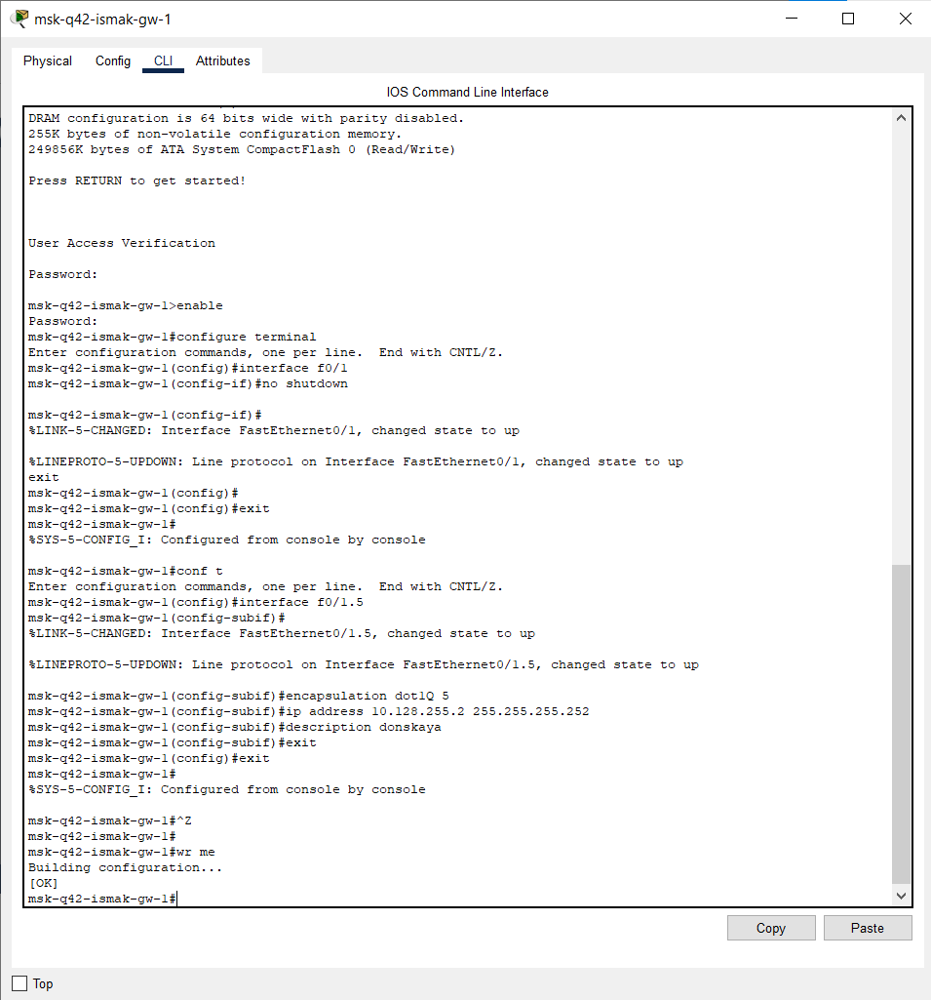 msk-q42-ismak-gw-1
Physical Config CLI Attributes
IOS Command Line Interface
DRAM configuration is 64 bits wide with parity disabled.
255K bytes of non-volatile configuration memory.
249856K bytes of ATA System CompactFlash 0 (Read/Write)
Press RETURN to get started!
User Access Verification
Password:
msk-q42-ismak-gw-1>enable
Password:
msk-q42-ismak-gw-1#configure terminal
Enter configuration commands, one per line.  End with CNTL/Z.
msk-q42-ismak-gw-1(config)#interface f0/1
msk-q42-ismak-gw-1(config-if)#no shutdown
msk-q42-ismak-gw-1(config-if)#
%LINK-5-CHANGED: Interface FastEthernet0/1, changed state to up
%LINEPROTO-5-UPDOWN: Line protocol on Interface FastEthernet0/1, changed state to up
exit
msk-q42-ismak-gw-1(config)#
msk-q42-ismak-gw-1(config)#exit
msk-q42-ismak-gw-1#
%SYS-5-CONFIG_I: Configured from console by console
msk-q42-ismak-gw-1#conf t
Enter configuration commands, one per line.  End with CNTL/Z.
msk-q42-ismak-gw-1(config)#interface f0/1.5
msk-q42-ismak-gw-1(config-subif)#
%LINK-5-CHANGED: Interface FastEthernet0/1.5, changed state to up
%LINEPROTO-5-UPDOWN: Line protocol on Interface FastEthernet0/1.5, changed state to up
msk-q42-ismak-gw-1(config-subif)#encapsulation dot1Q 5
msk-q42-ismak-gw-1(config-subif)#ip address 10.128.255.2 255.255.255.252
msk-q42-ismak-gw-1(config-subif)#description donskaya
msk-q42-ismak-gw-1(config-subif)#exit
msk-q42-ismak-gw-1(config)#exit
msk-q42-ismak-gw-1#
%SYS-5-CONFIG_I: Configured from console by console
msk-q42-ismak-gw-1#^Z
msk-q42-ismak-gw-1#
msk-q42-ismak-gw-1#wr me
Building configuration...
[OK]
msk-q42-ismak-gw-1#
Copy Paste
Top